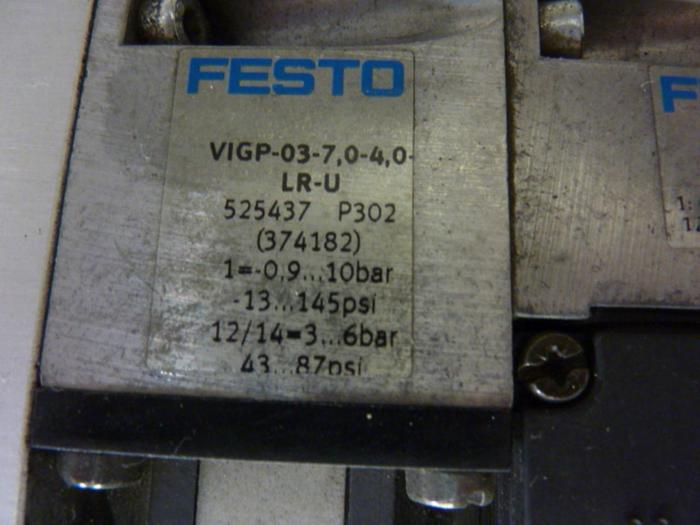 FESTO
VIGP-03-7,0-4,0-
LR-U
525437 P302
(374182)
1=-0,9...10bar
-13...145psi
12/14=3...6bar
43...87psi
F
1: